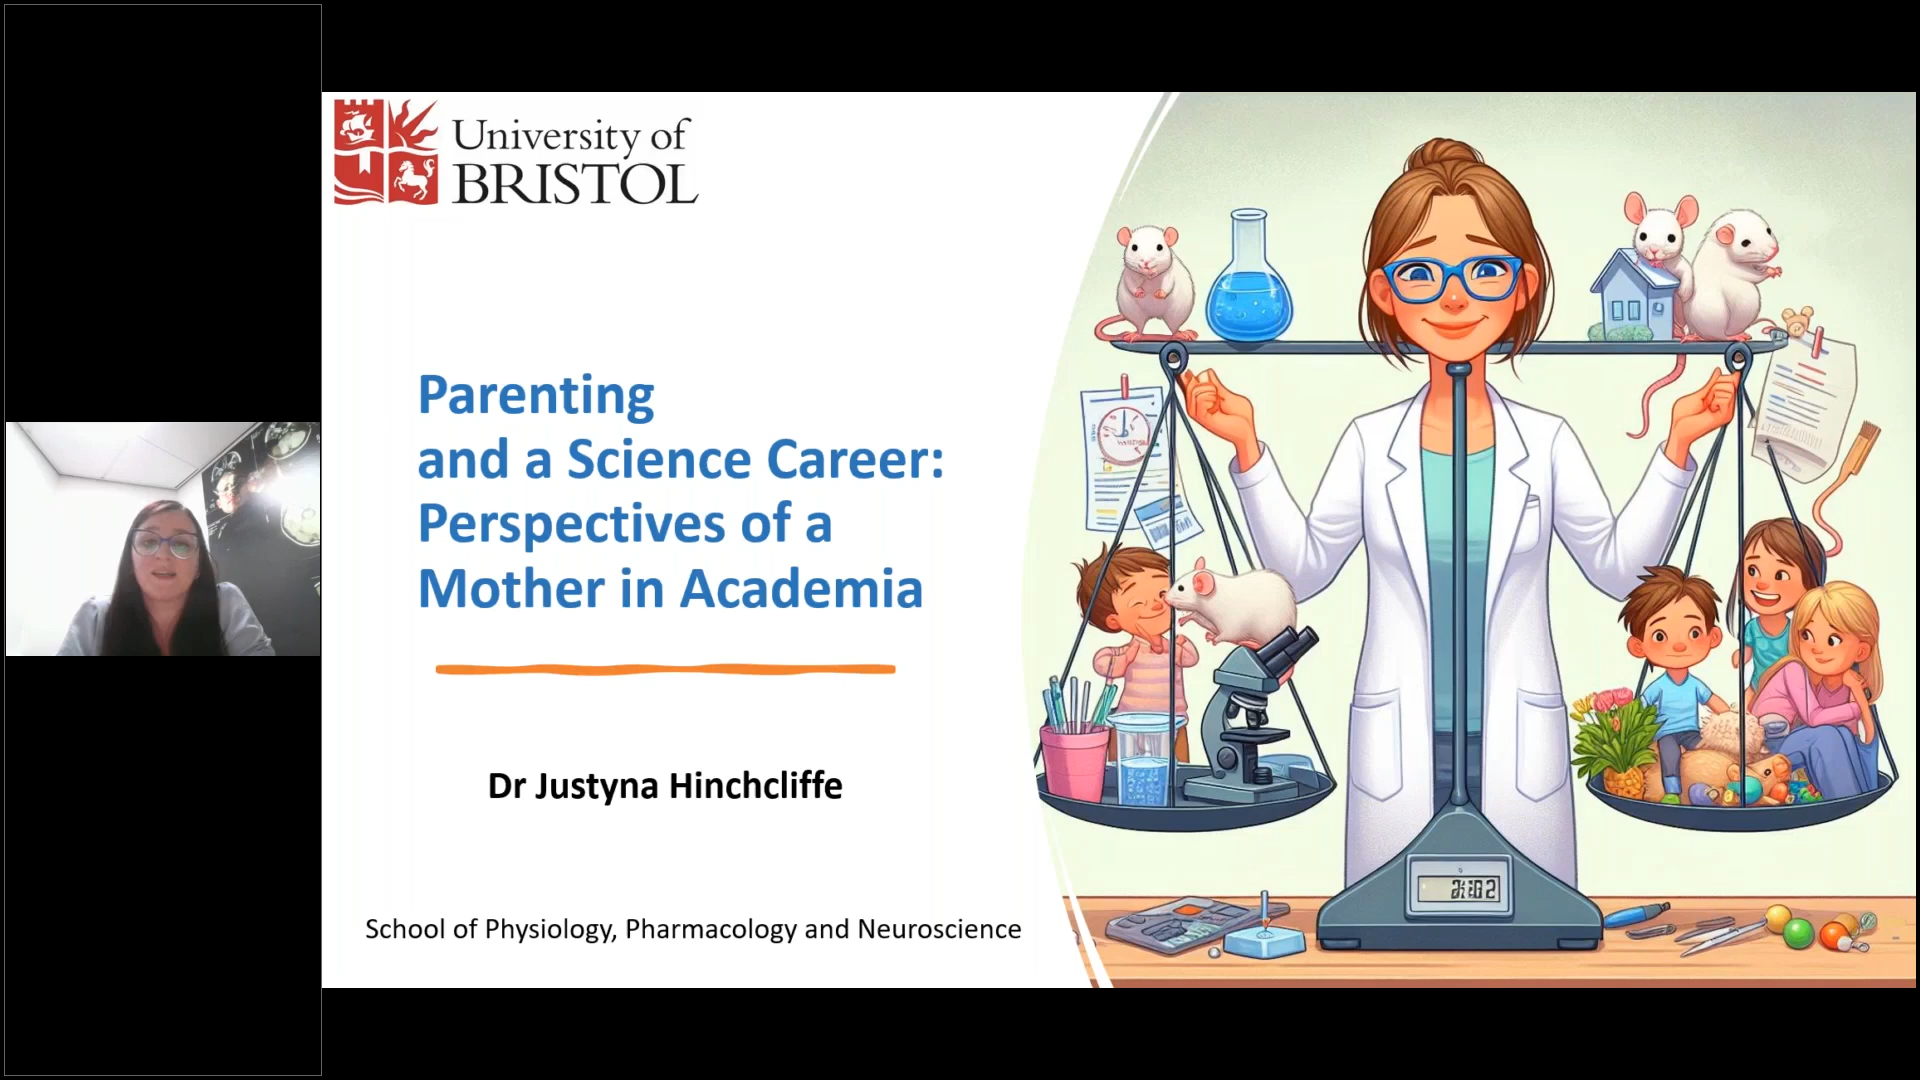 University of
BRISTOL
Parenting
and a Science Career:
Perspectives of a
Mother in Academia
Dr Justyna Hinchcliffe
School of Physiology, Pharmacology and Neuroscience